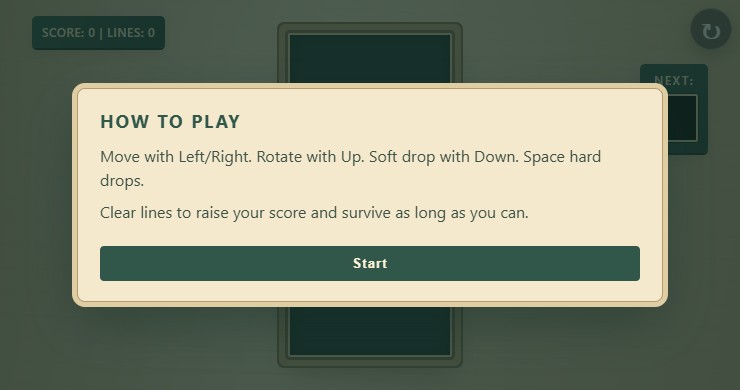 SCORE: 0 | LINES: 0
NEXT:
HOW TO PLAY
Move with Left/Right. Rotate with Up. Soft drop with Down. Space hard
drops.
Clear lines to raise your score and survive as long as you can.
Start